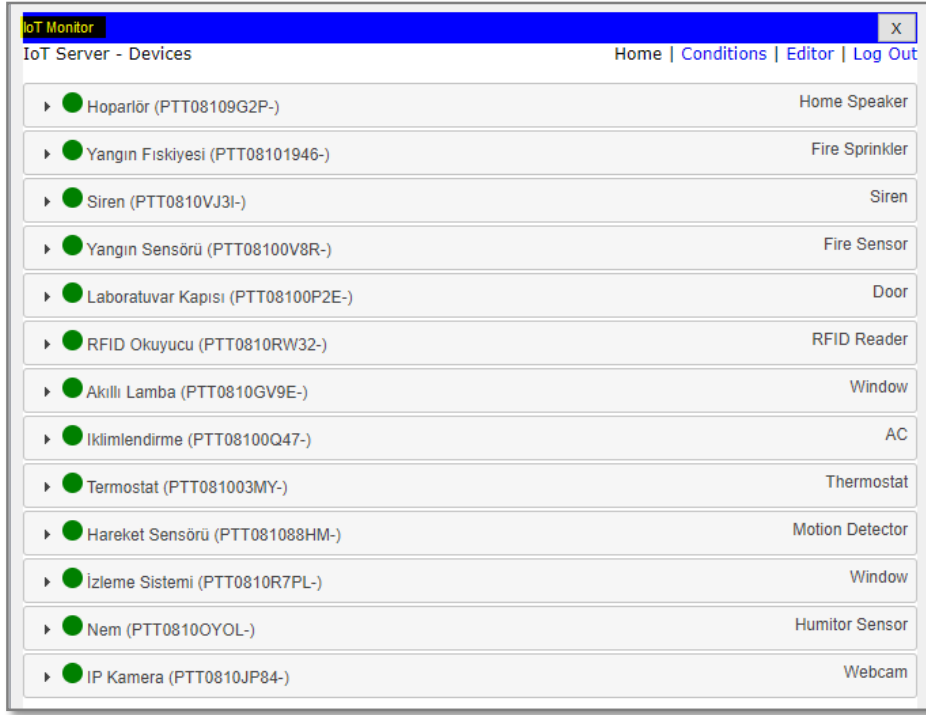 IoT Monitor X
IoT Server - Devices Home | Conditions | Editor | Log Out
Hoparlör (PTT08109G2P-) Home Speaker
Yangın Fıskiyesi (PTT08101946-) Fire Sprinkler
Siren (PTT0810VJ3I-) Siren
Yangın Sensörü (PTT08100V8R-) Fire Sensor
Laboratuvar Kapısı (PTT08100P2E-) Door
RFID Okuyucu (PTT0810RW32-) RFID Reader
Akıllı Lamba (PTT0810GV9E-) Window
Iklimlendirme (PTT08100Q47-) AC
Termostat (PTT081003MY-) Thermostat
Hareket Sensörü (PTT081088HM-) Motion Detector
İzleme Sistemi (PTT0810R7PL-) Window
Nem (PTT0810OYOL-) Humitor Sensor
IP Kamera (PTT0810JP84-) Webcam